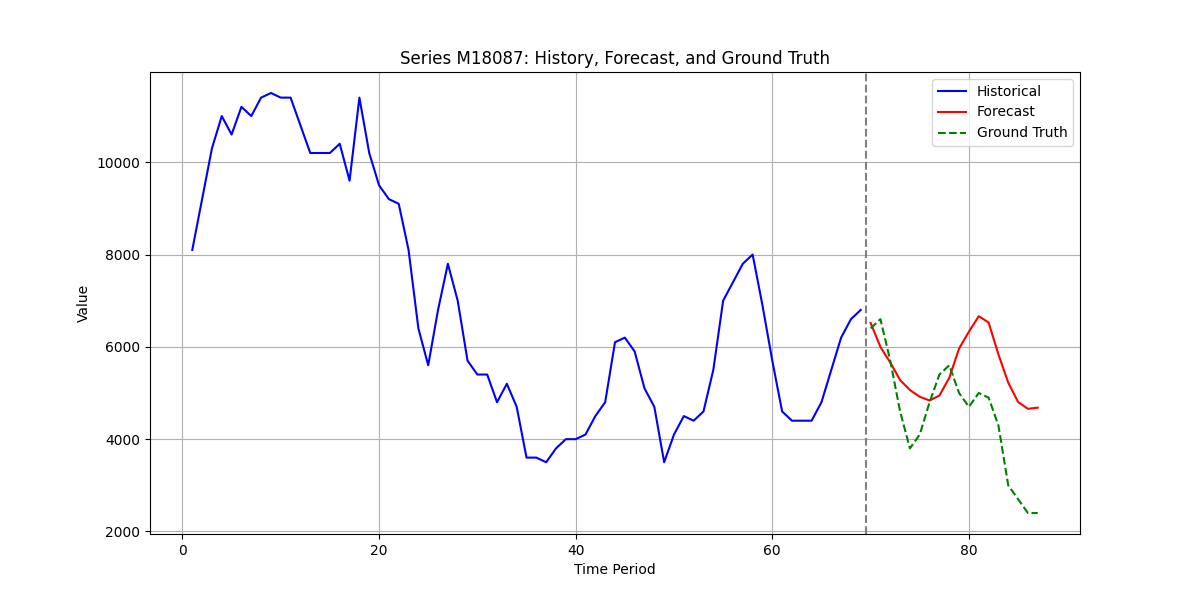 Series M18087: History, Forecast, and Ground Truth
Historical
Forecast
Ground Truth
10000
8000
6000
4000
2000
Value
0
20
40
60
80
Time Period